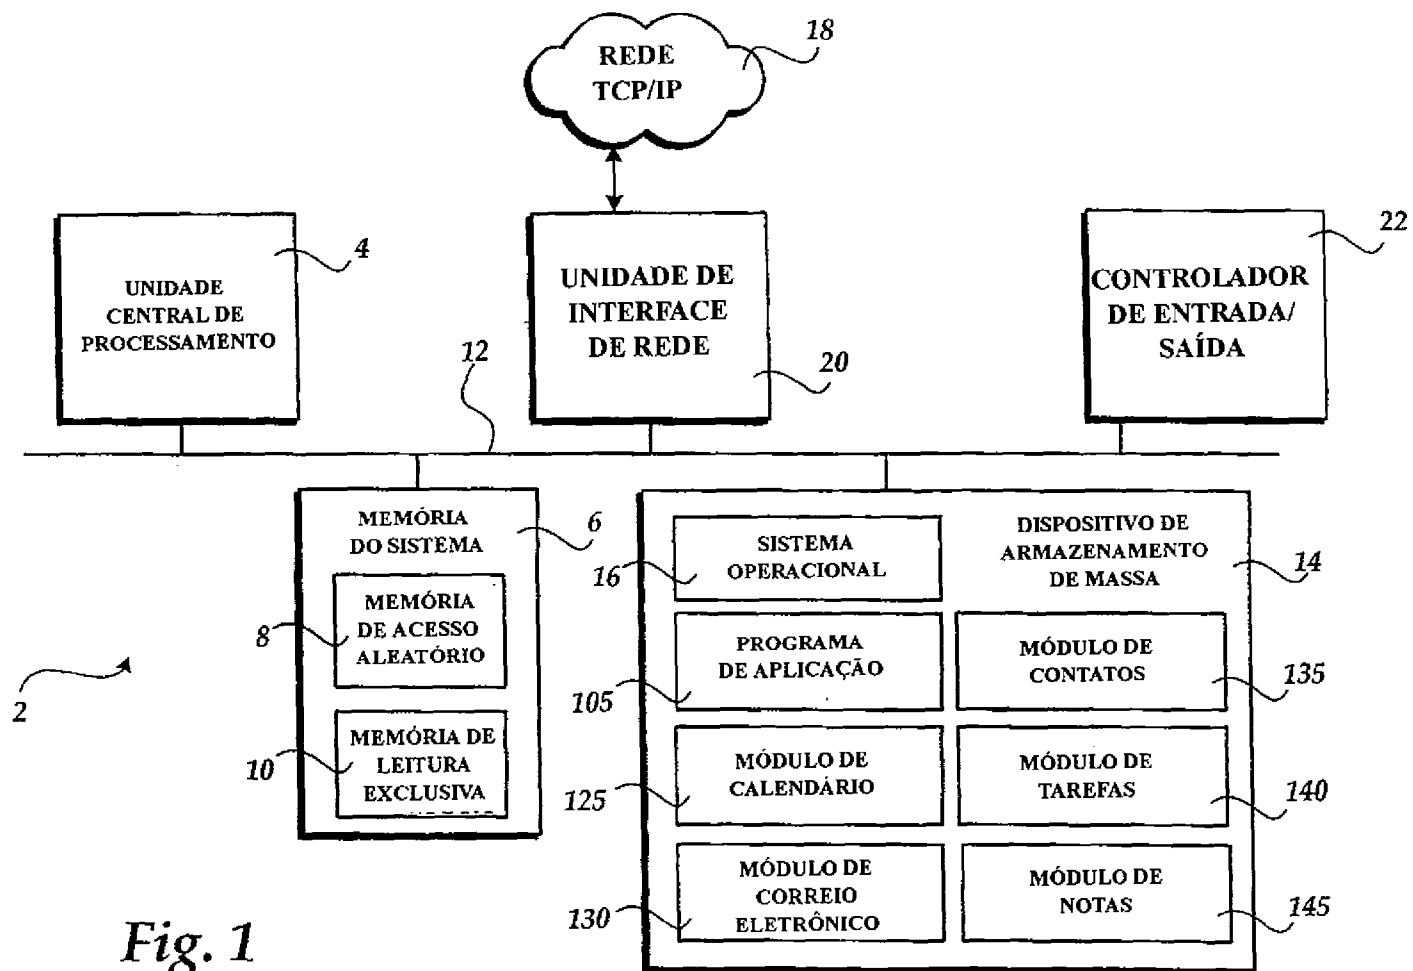 REDE
TCP/IP
18
UNIDADE
CENTRAL DE
PROCESSAMENTO
4
UNIDADE DE
INTERFACE
DE REDE
20
CONTROLADOR
DE ENTRADA/
SAÍDA
22
12
MEMÓRIA
DO SISTEMA
6
MEMÓRIA
DE ACESSO
ALEATÓRIO
8
MEMÓRIA DE
LEITURA
EXCLUSIVA
10
2
SISTEMA
OPERACIONAL
16
DISPOSITIVO DE
ARMAZENAMENTO
DE MASSA
14
PROGRAMA
DE APLICAÇÃO
105
MÓDULO DE
CONTATOS
135
MÓDULO DE
CALENDÁRIO
125
MÓDULO DE
TAREFAS
140
MÓDULO DE
CORREIO
ELETRÔNICO
130
MÓDULO DE
NOTAS
145
Fig. 1